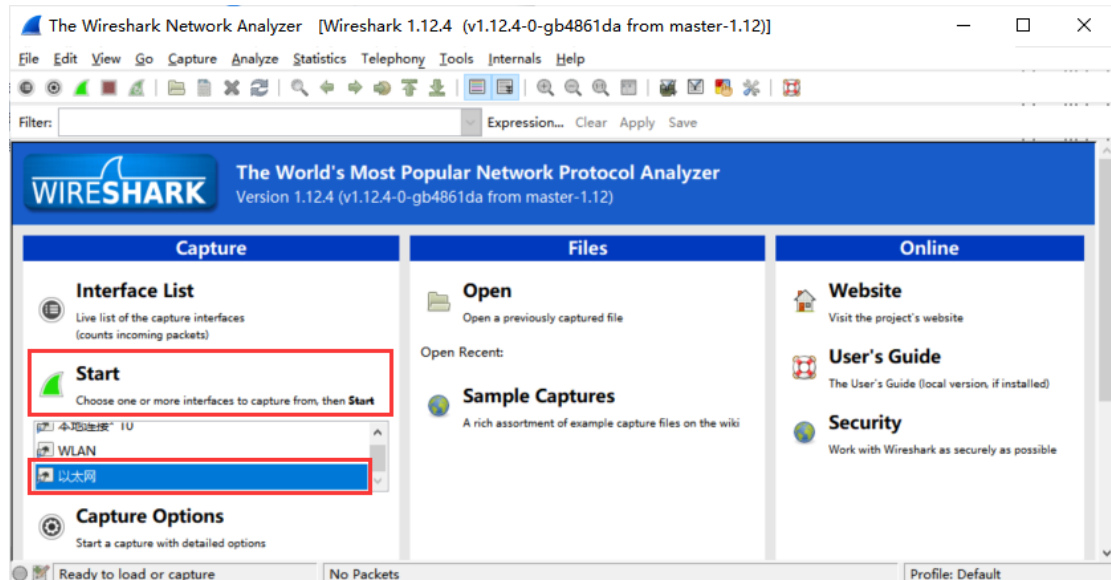 The Wireshark Network Analyzer [Wireshark 1.12.4 (v1.12.4-0-gb4861da from master-1.12)]
File Edit View Go Capture Analyze Statistics Telephony Tools Internals Help
Filter: Expression... Clear Apply Save
WIRESHARK
The World's Most Popular Network Protocol Analyzer
Version 1.12.4 (v1.12.4-0-gb4861da from master-1.12)
Capture
Interface List
Live list of the capture interfaces
(counts incoming packets)
Start
Choose one or more interfaces to capture from, then Start
本地连接* 10
WLAN
以太网
Capture Options
Start a capture with detailed options
Files
Open
Open a previously captured file
Open Recent:
Sample Captures
A rich assortment of example capture files on the wiki
Online
Website
Visit the project's website
User's Guide
The User's Guide (local version, if installed)
Security
Work with Wireshark as securely as possible
Ready to load or capture
No Packets
Profile: Default